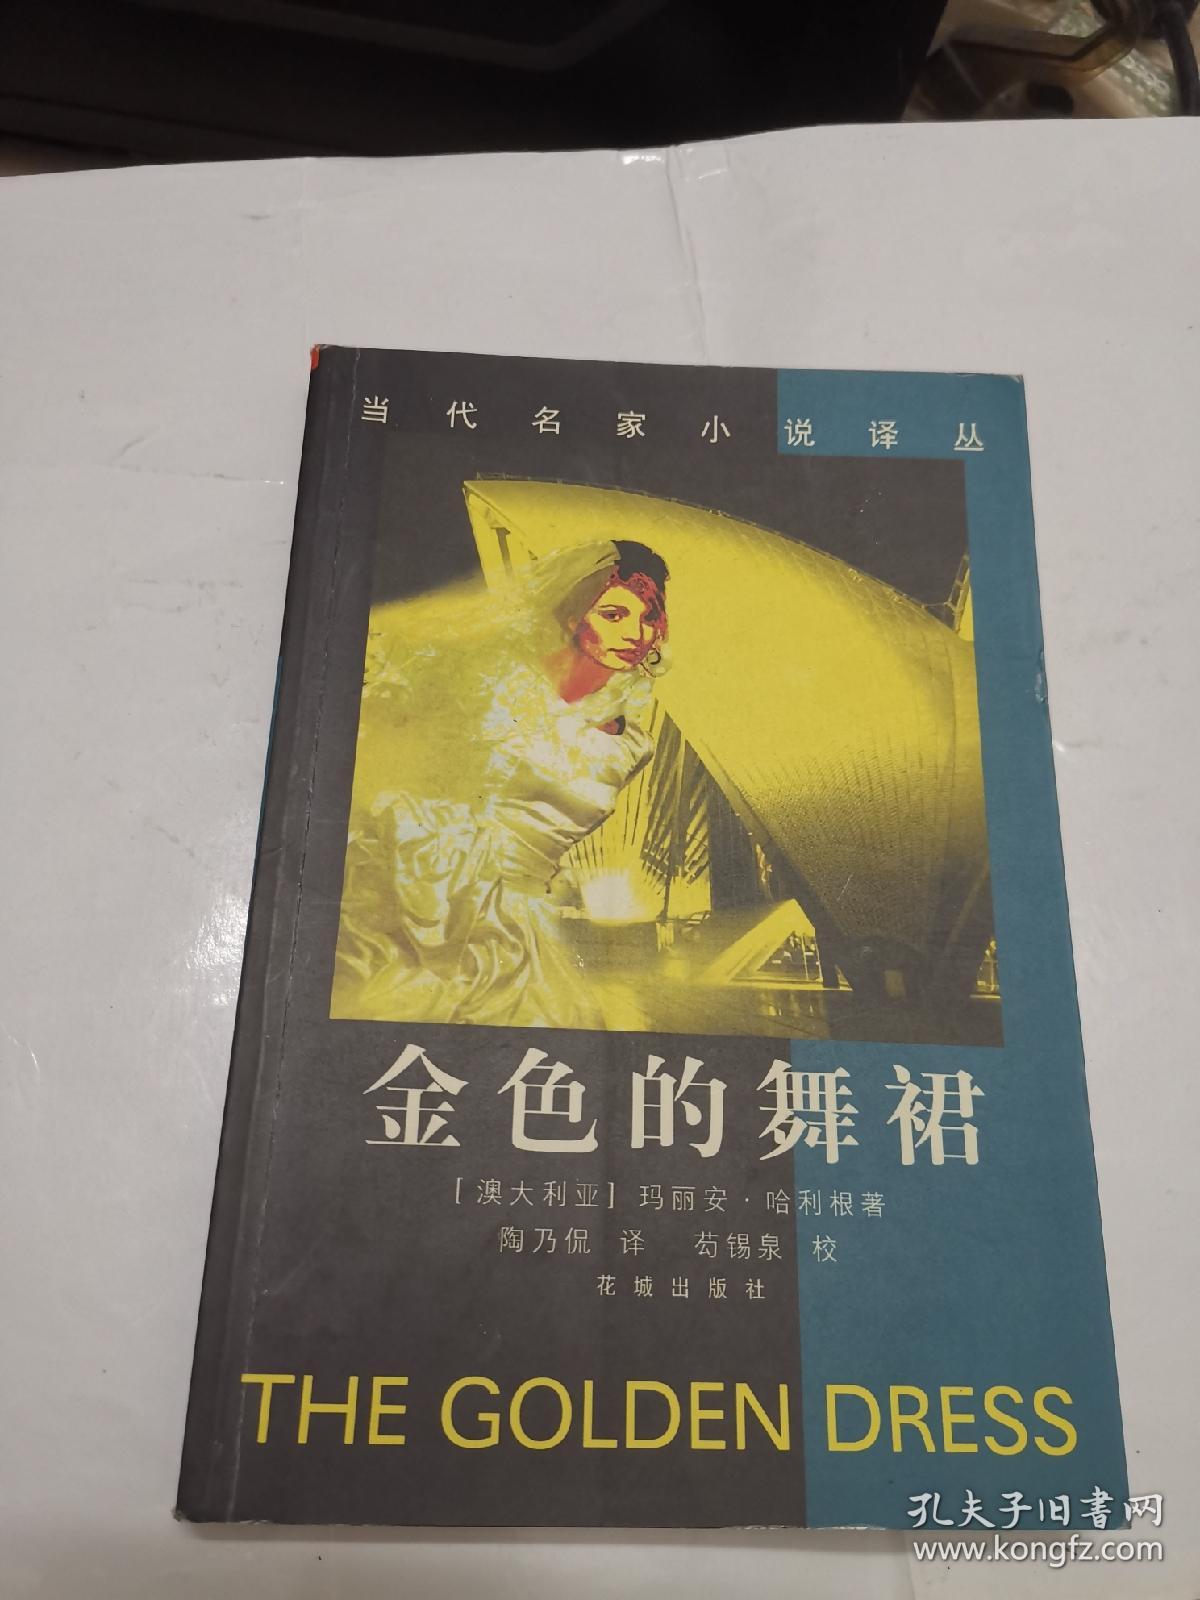 当代名家小说译丛
金色的舞裙
[澳大利亚] 玛丽安·哈利根著
陶乃侃 译 芶锡泉 校
花城出版社
THE GOLDEN DRESS
孔夫子旧书网
www.kongfz.com